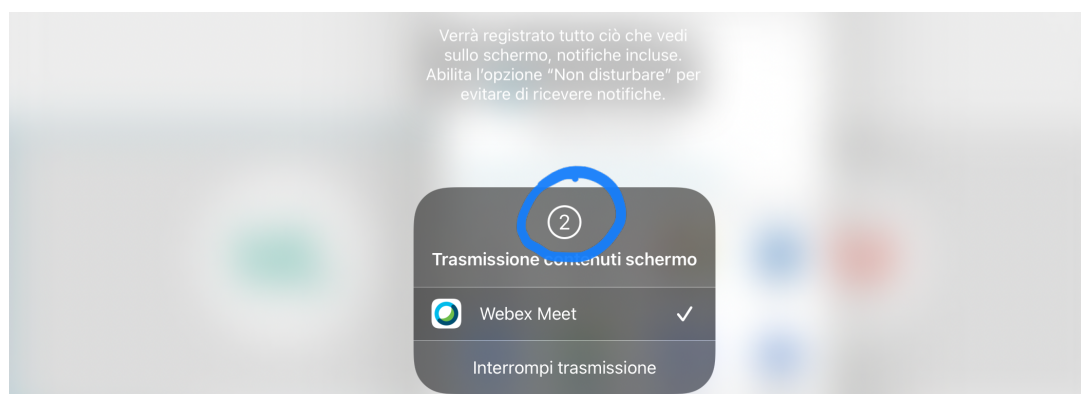 Verrà registrato tutto ciò che vedi
sullo schermo, notifiche incluse.
Abilita l'opzione “Non disturbare” per
evitare di ricevere notifiche.
2
Trasmissione contenuti schermo
Webex Meet
Interrompi trasmissione